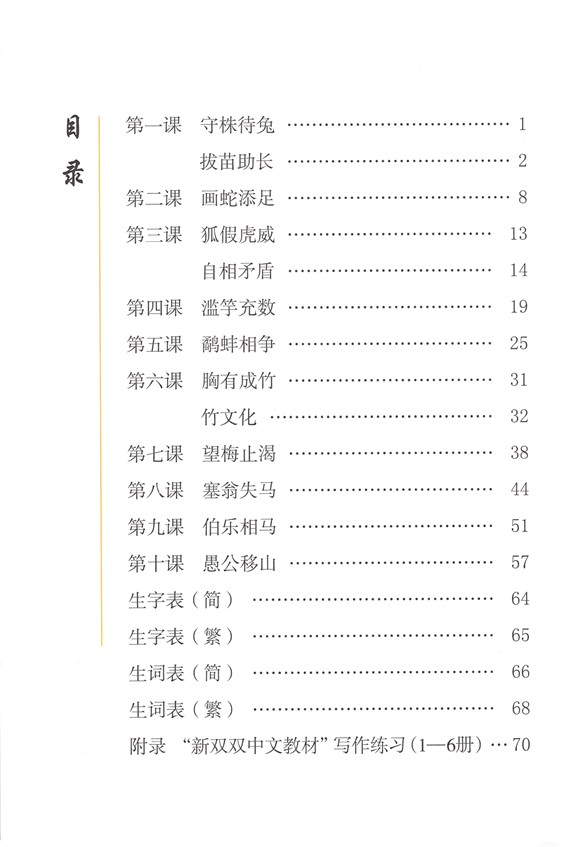 目录
第一课 守株待兔 …………………………… 1
拔苗助长 …………………………… 2
第二课 画蛇添足 …………………………… 8
第三课 狐假虎威 ………………………… 13
自相矛盾 ………………………… 14
第四课 滥竽充数 ………………………… 19
第五课 鹬蚌相争 ………………………… 25
第六课 胸有成竹 ………………………… 31
竹文化 …………………………… 32
第七课 望梅止渴 ………………………… 38
第八课 塞翁失马 ………………………… 44
第九课 伯乐相马 ………………………… 51
第十课 愚公移山 ………………………… 57
生字表（简） ……………………………… 64
生字表（繁） ……………………………… 65
生词表（简） ……………………………… 66
生词表（繁） ……………………………… 68
附录 “新双双中文教材”写作练习（1—6册）… 70